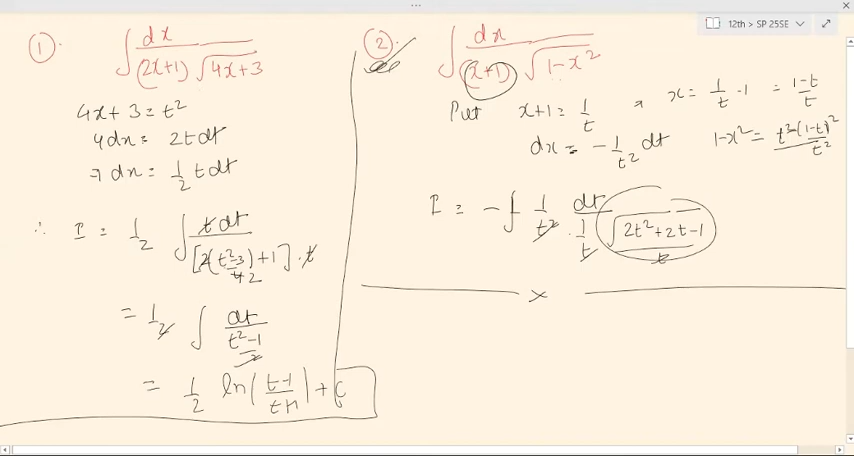 12th > SP 25SE
①. ∫ dx / (2x+1) √4x+3
4x+3 = t²
4dx = 2t dt
→ dx = 1/2 t dt
∴ I = 1/2 ∫ t dt / [2(t²-3)/4 2 + 1] . t
= 1/2 ∫ dt / (t²-1)/2
= 1/2 ln( (t-1)/(t+1) ) + C
②. ∫ dx / (x+1) √1-x²
Put x+1 = 1/t , x = 1/t -1 = (1-t)/t
dx = - 1/t² dt 1-x² = (t²-(1-t)²)/t²
I = - ∫ 1/t² dt / 1/t . √2t²+2t-1 / t
x